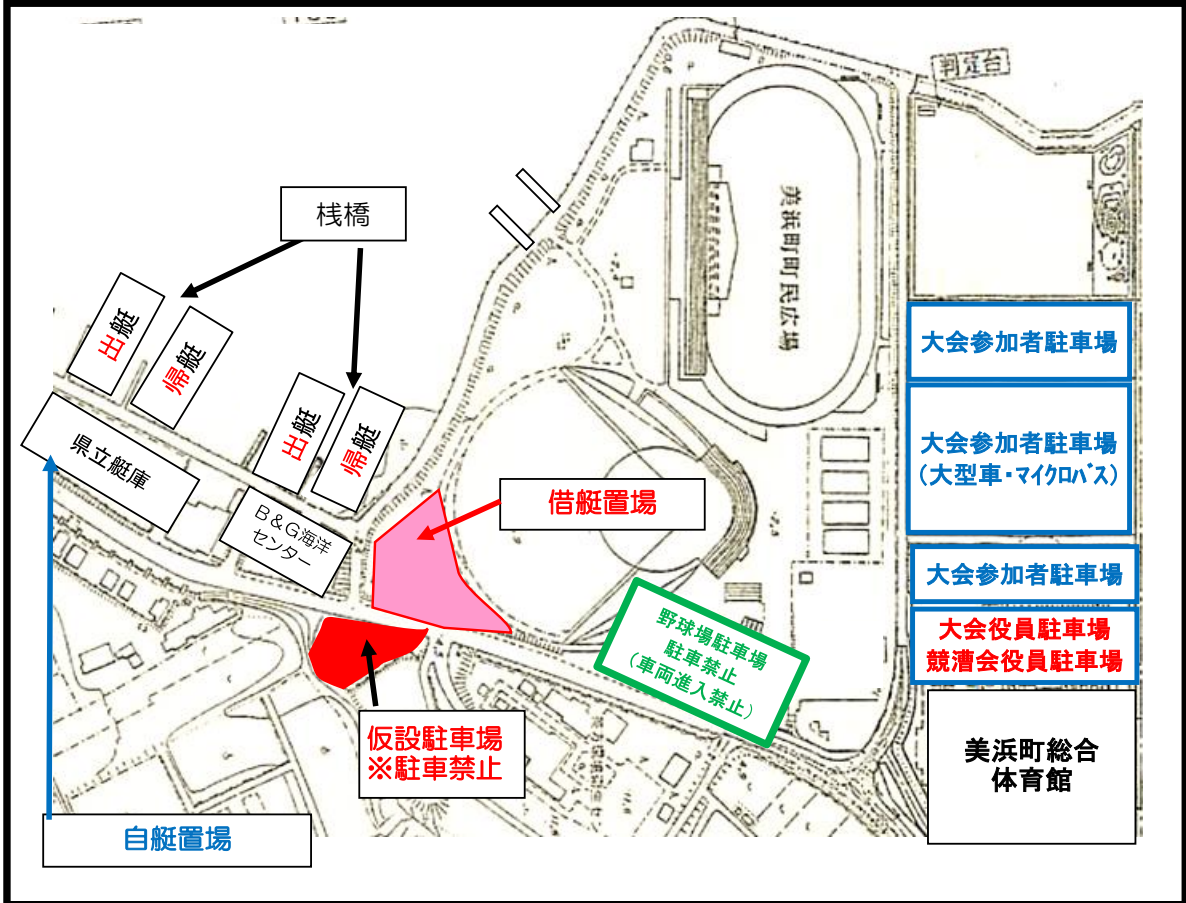 判定台
桟橋
美浜町町民広場
出艇
帰艇
出艇
帰艇
県立艇庫
B&G海洋
センター
借艇置場
大会参加者駐車場
大会参加者駐車場
(大型車・マイクロバス)
大会参加者駐車場
大会役員駐車場
競漕会役員駐車場
野球場駐車場
駐車禁止
(車両進入禁止)
仮設駐車場
※駐車禁止
美浜町総合
体育館
自艇置場